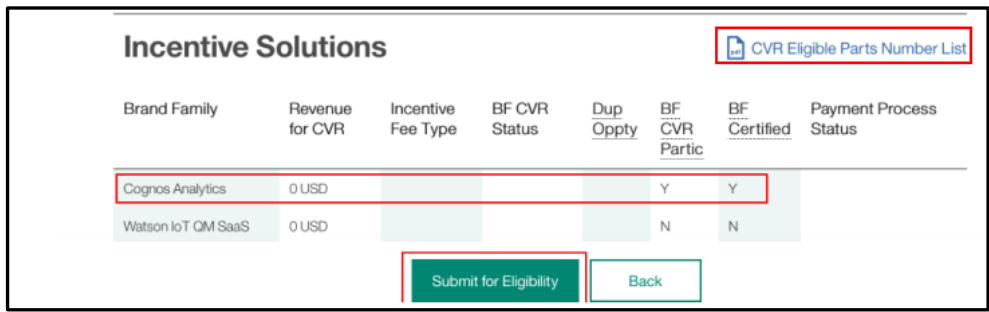 Incentive Solutions
pdf CVR Eligible Parts Number List
Brand Family Revenue for CVR Incentive Fee Type BF CVR Status Dup Oppty BF CVR Partic BF Certified Payment Process Status
Cognos Analytics 0 USD Y Y
Watson IoT QM SaaS 0 USD N N
Submit for Eligibility Back